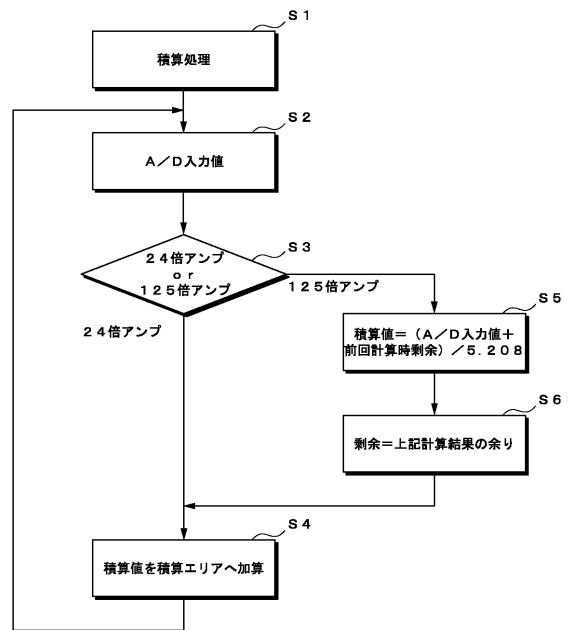 Ｓ１
積算処理
Ｓ２
Ａ／Ｄ入力値
Ｓ３
２４倍アンプ
ｏｒ
１２５倍アンプ
１２５倍アンプ
２４倍アンプ
Ｓ５
積算値＝（Ａ／Ｄ入力値＋
前回計算時剰余）／５．２０８
Ｓ６
剰余＝上記計算結果の余り
Ｓ４
積算値を積算エリアへ加算